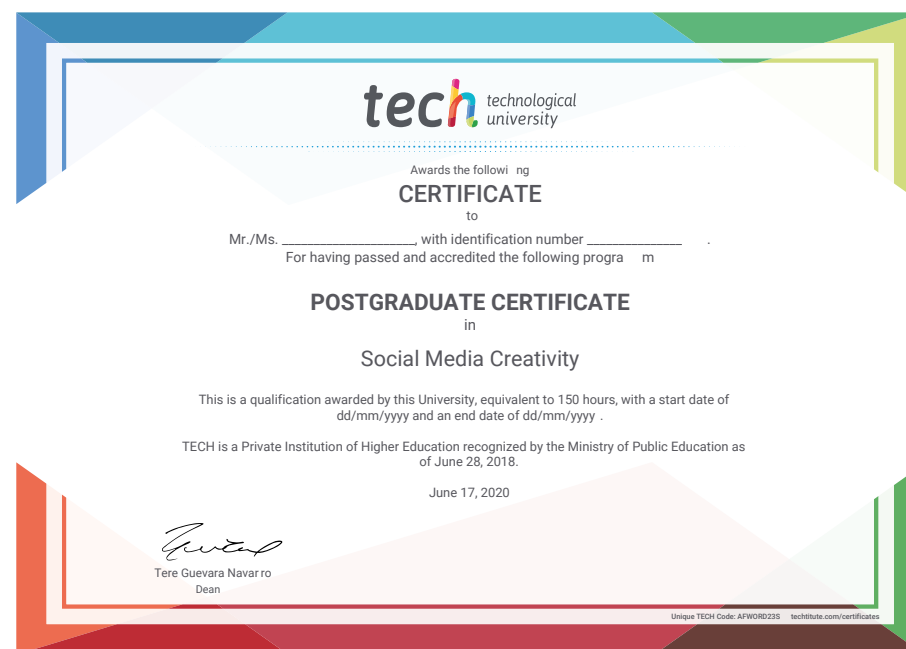 tech technological
university
Awards the followi ng
CERTIFICATE
to
Mr./Ms. ____________________, with identification number ______________ .
For having passed and accredited the following progra m
POSTGRADUATE CERTIFICATE
in
Social Media Creativity
This is a qualification awarded by this University, equivalent to 150 hours, with a start date of
dd/mm/yyyy and an end date of dd/mm/yyyy .
TECH is a Private Institution of Higher Education recognized by the Ministry of Public Education as
of June 28, 2018.
June 17, 2020
Tere Guevara Navar ro
Dean
Unique TECH Code: AFWORD23S techtitute.com/certificates